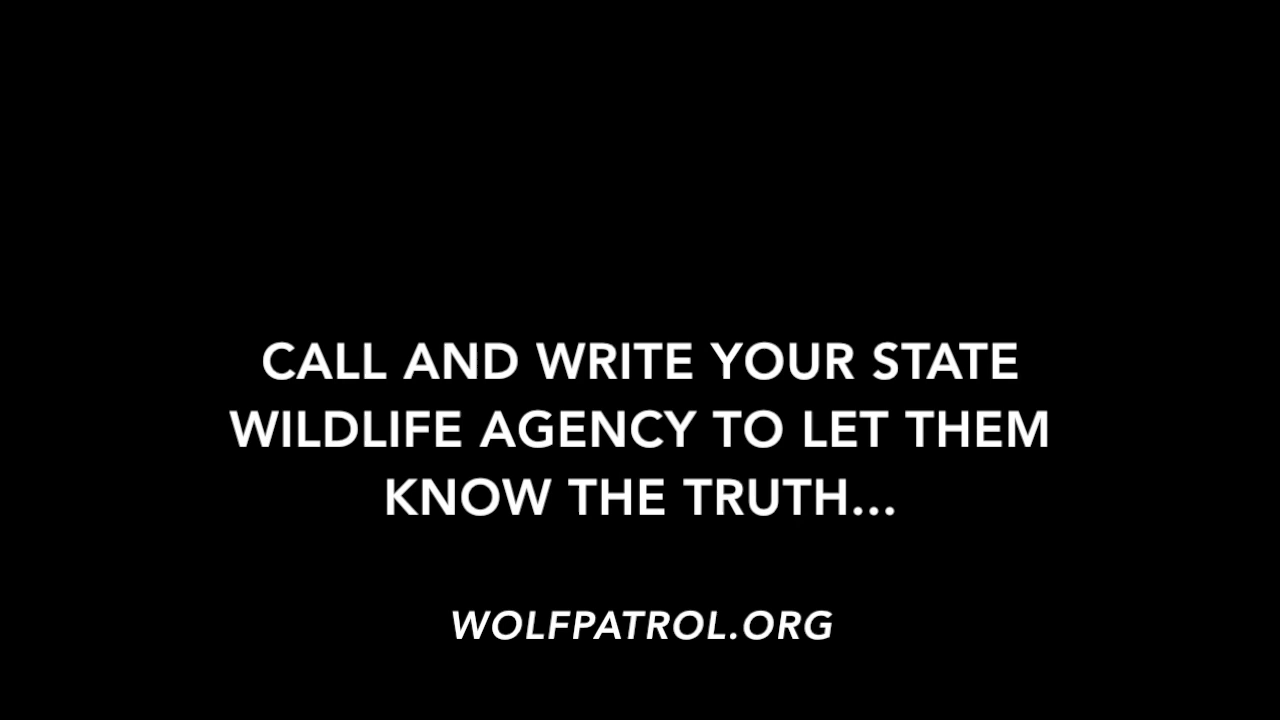 CALL AND WRITE YOUR STATE
WILDLIFE AGENCY TO LET THEM
KNOW THE TRUTH...
WOLFPATROL.ORG